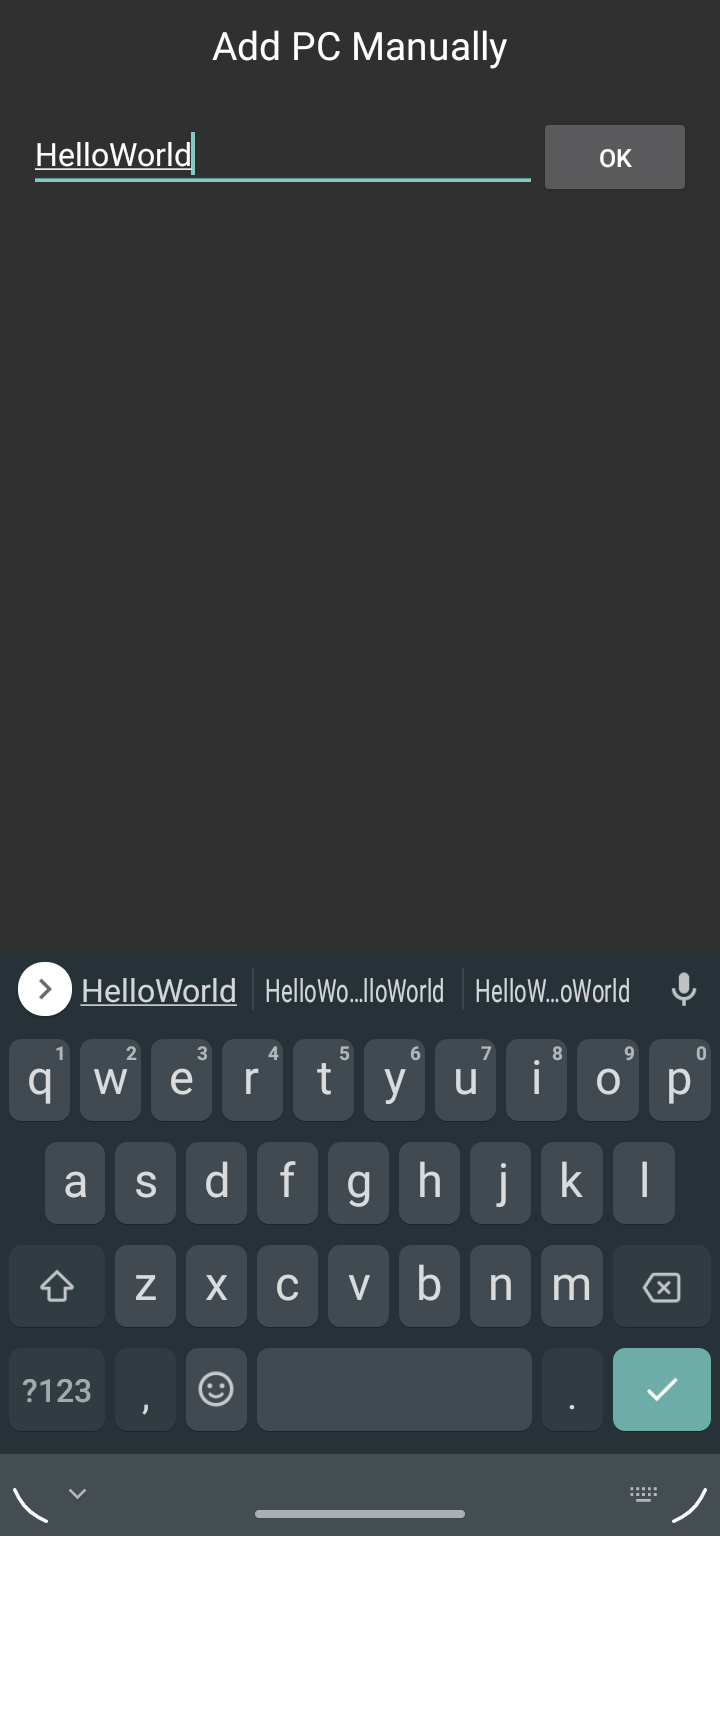 Add PC Manually
HelloWorld
OK
HelloWorld HelloWo...lloWorld HelloW...oWorld
q 1 w 2 e 3 r 4 t 5 y 6 u 7 i 8 o 9 p 0
a s d f g h j k l
z x c v b n m
?123 , .